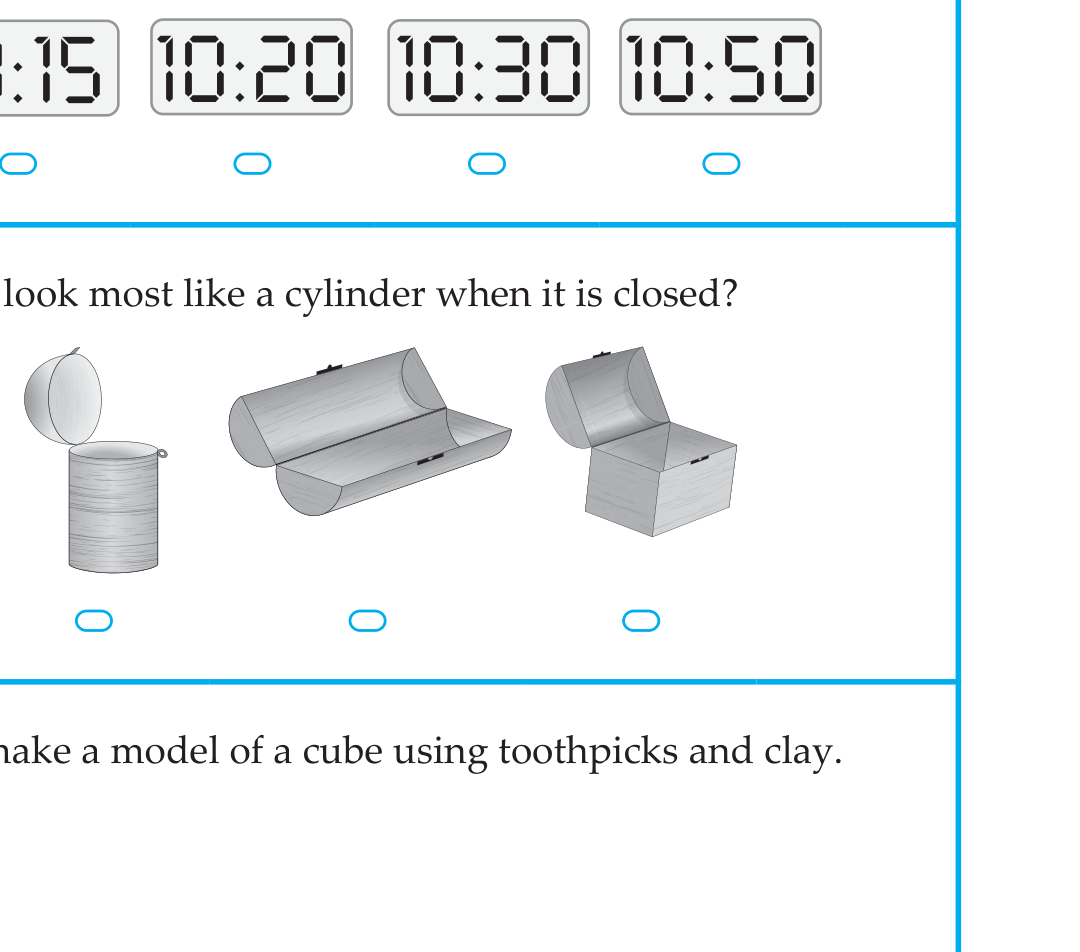 :15 10:20 10:30 10:50
look most like a cylinder when it is closed?
make a model of a cube using toothpicks and clay.